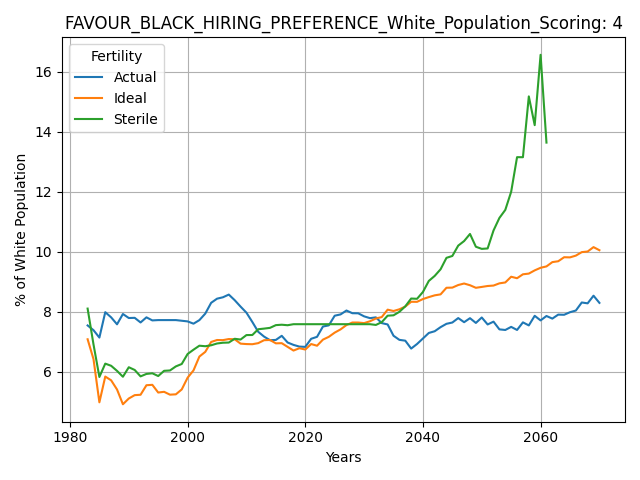 FAVOUR_BLACK_HIRING_PREFERENCE_White_Population_Scoring: 4
Fertility
Actual
Ideal
Sterile
% of White Population
16
14
12
10
8
6
1980
2000
2020
2040
2060
Years